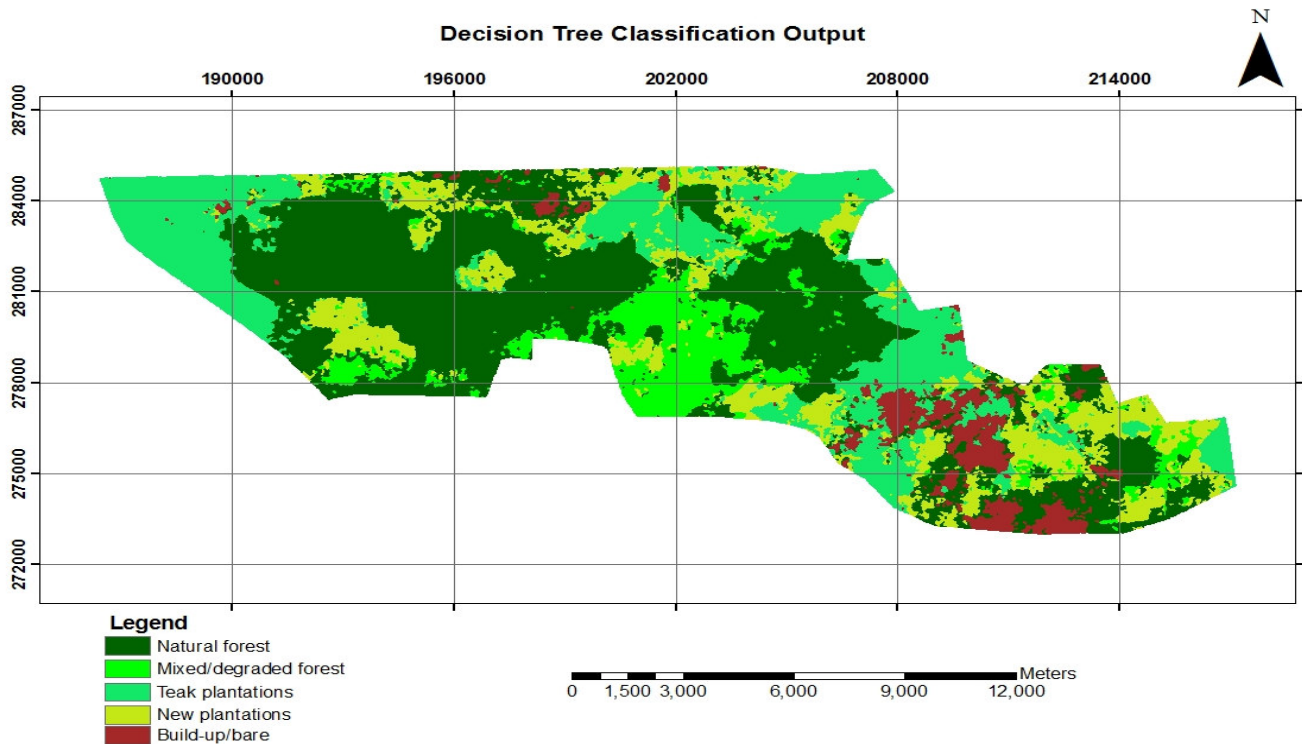 N
Decision Tree Classification Output
190000 196000 202000 208000 214000
287000
284000
281000
278000
275000
272000
Legend
Natural forest
Mixed/degraded forest
Teak plantations
New plantations
Build-up/bare
Meters
0 1,500 3,000 6,000 9,000 12,000